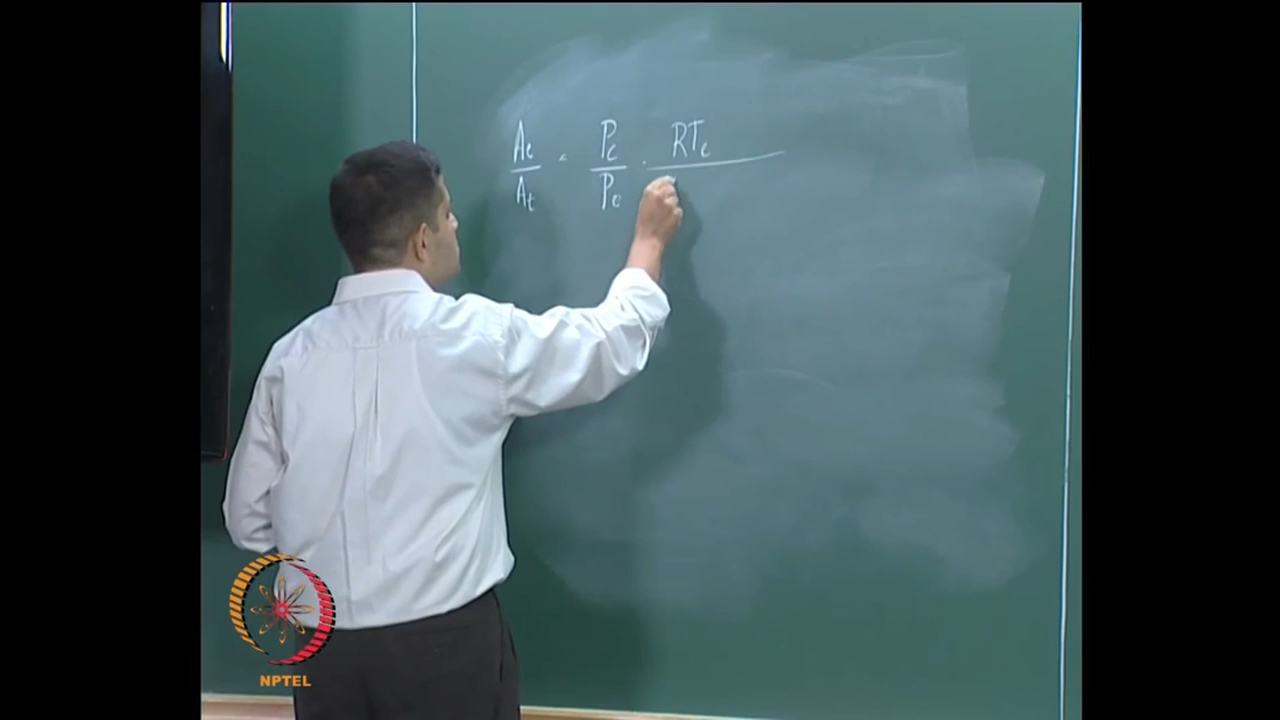 Ae/At = Pc/Pe · RTc
NPTEL